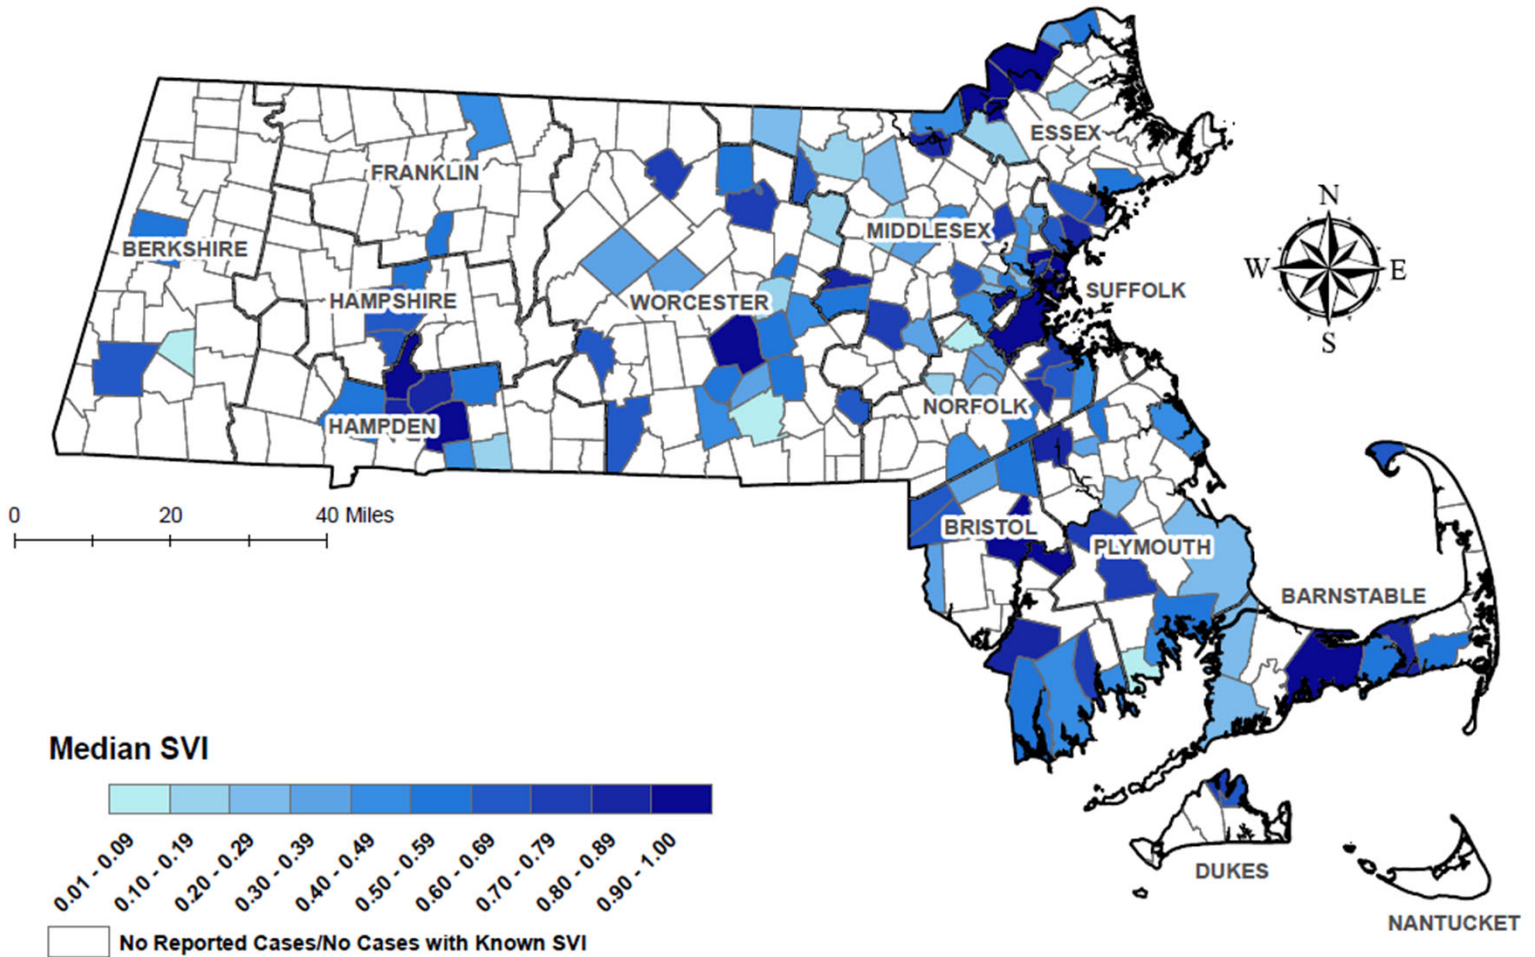 ESSEX
FRANKLIN
N
MIDDLESEX
BERKSHIRE
W
E
SUFFOLK
HAMPSHIRE
WORCESTER
S
NORFOLK
HAMPDEN
0
20
40 Miles
BRISTOL
PLYMOUTH
BARNSTABLE
Median SVI
0.01 - 0.09
0.10 - 0.19
0.20 - 0.29
0.30 - 0.39
0.40 - 0.49
0.50 - 0.59
0.60 - 0.69
0.70 - 0.79
0.80 - 0.89
0.90 - 1.00
DUKES
NANTUCKET
No Reported Cases/No Cases with Known SVI